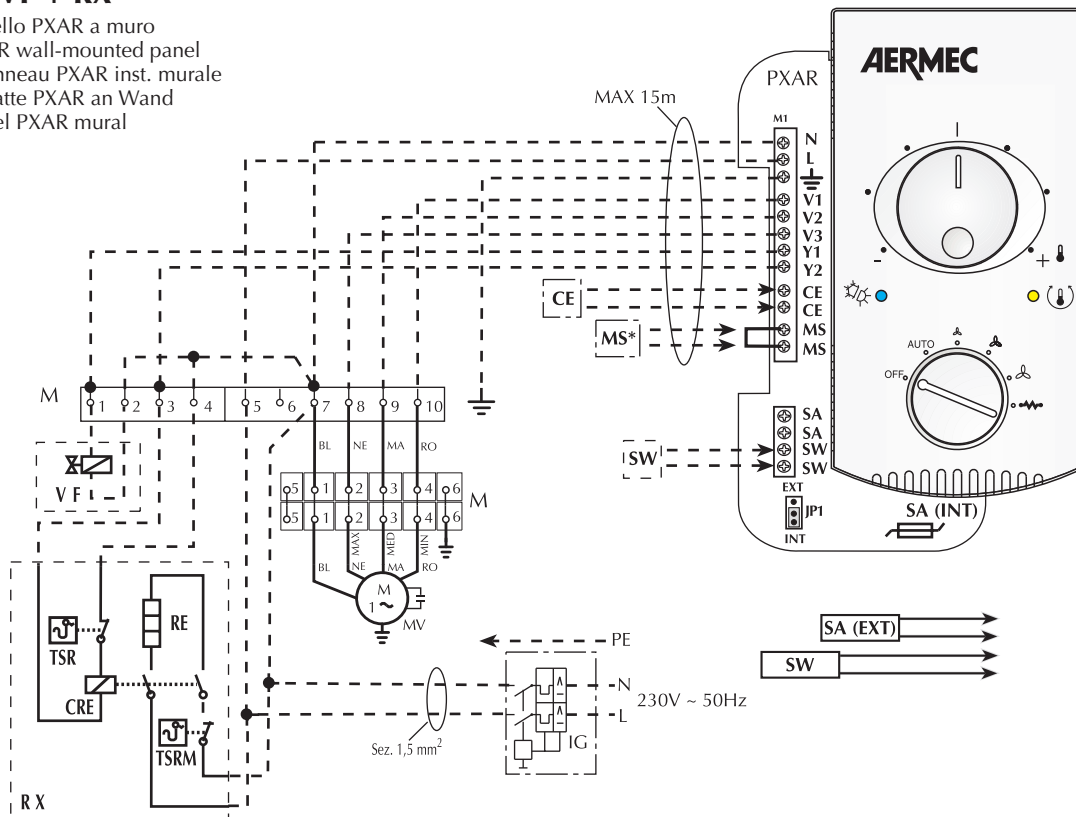 RX
ello PXAR a muro
R wall-mounted panel
nneau PXAR inst. murale
atte PXAR an Wand
el PXAR mural
MAX 15m
PXAR
AERMEC
M1
N
L
V1
V2
V3
Y1
Y2
CE
CE
MS
MS
- +
CE
MS*
AUTO
OFF
M
1 2 3 4 5 6 7 8 9 10
BL NE MA RO
SA
SA
SW
SW
SW
EXT
JP1
INT
SA (INT)
V F
5 1 2 3 4 6
M
5 1 2 3 4 6
MAX MED MIN
BL NE MA RO
M
1 ~
MV
TSR
RE
CRE
TSRM
R X
PE
N
230V ~ 50Hz
L
IG
Sez. 1,5 mm²
SA (EXT)
SW